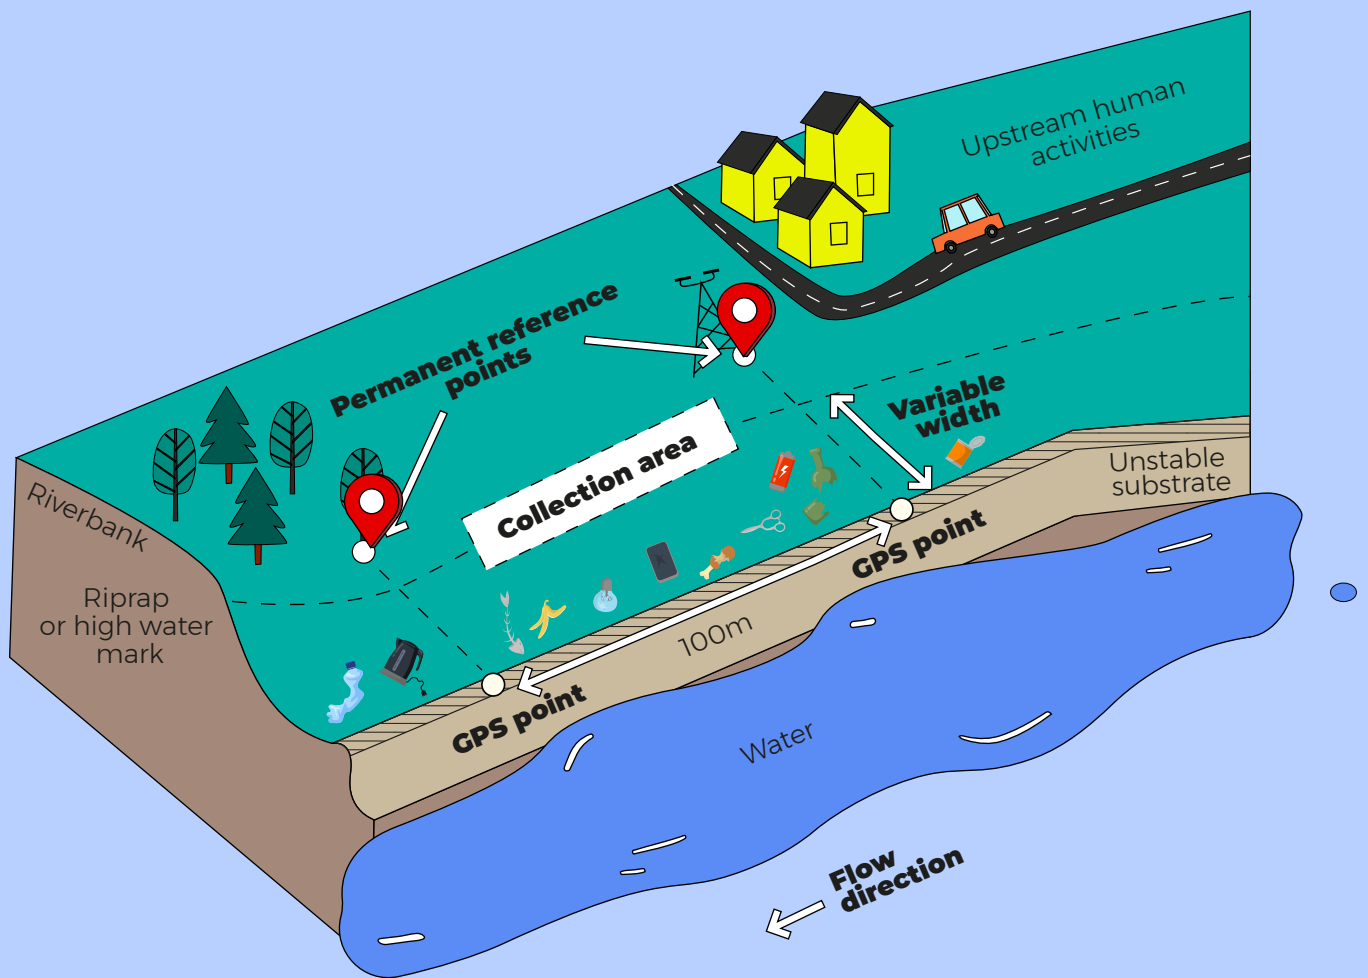 Upstream human
activities
Permanent reference
points
Variable
width
Collection area
Unstable
substrate
Riverbank
Riprap
or high water
mark
GPS point
100m
GPS point
Water
Flow
direction